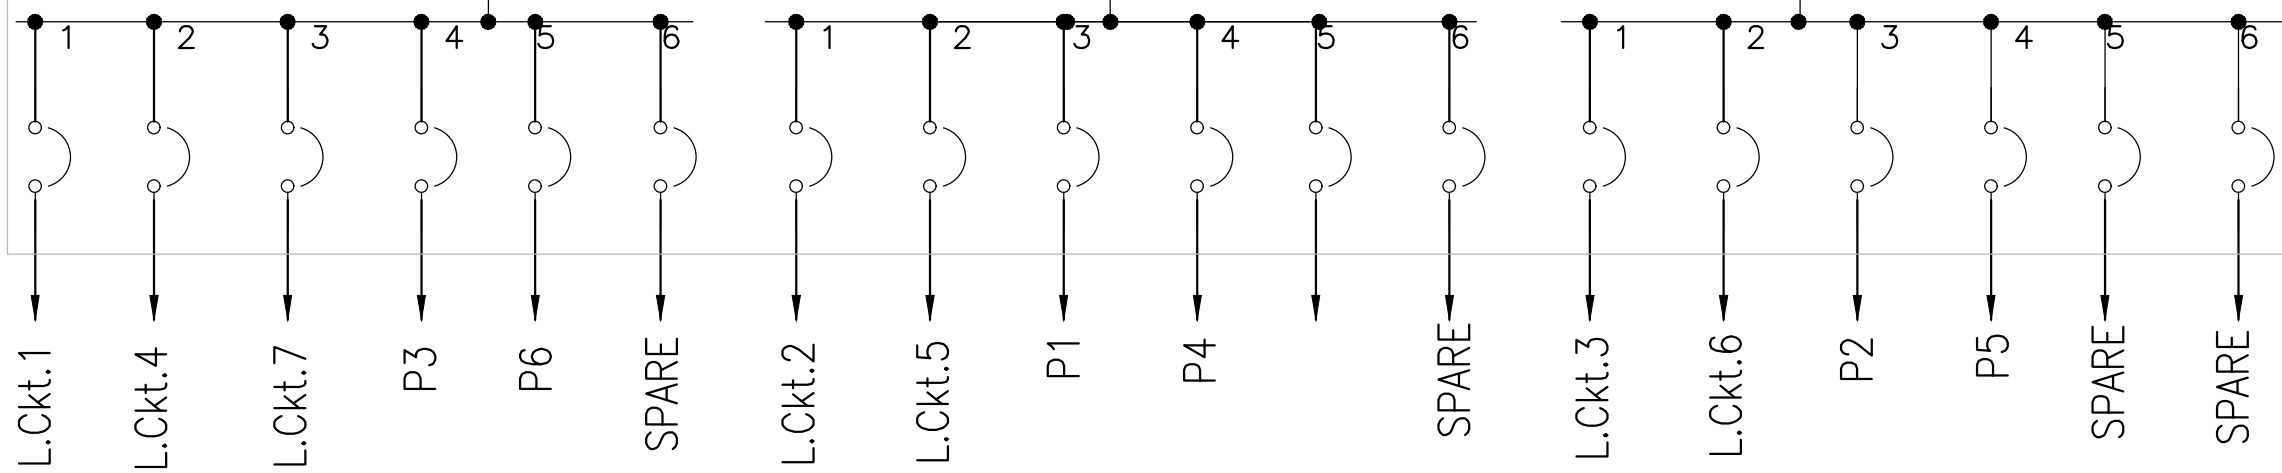 1 2 3 4 5 6 1 2 3 4 5 6 1 2 3 4 5 6
L.Ckt.1
L.Ckt.4
L.Ckt.7
P3
P6
SPARE
L.Ckt.2
L.Ckt.5
P1
P4
SPARE
L.Ckt.3
L.Ckt.6
P2
P5
SPARE
SPARE